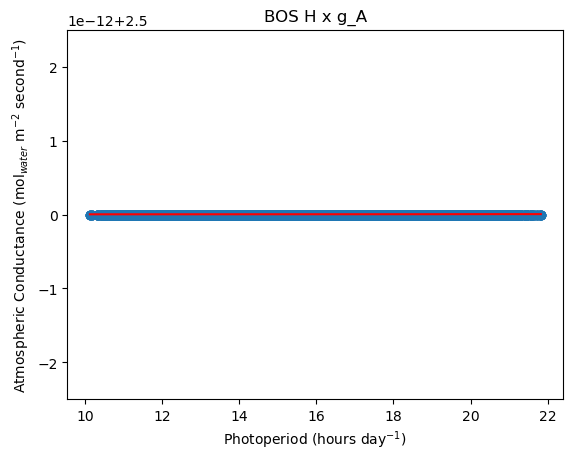 BOS H x g_A
1e−12+2.5
2
1
0
−1
−2
Atmospheric Conductance (mol_water m⁻² second⁻¹)
10 12 14 16 18 20 22
Photoperiod (hours day⁻¹)